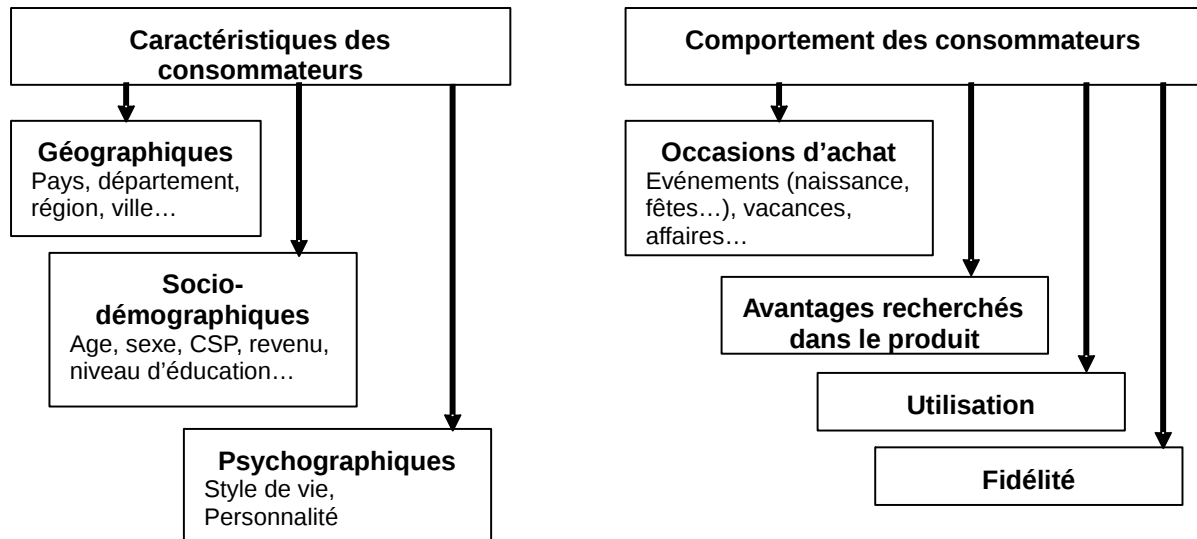 Caractéristiques des
consommateurs
Géographiques
Pays, département,
région, ville…
Socio-
démographiques
Age, sexe, CSP, revenu,
niveau d’éducation…
Psychographiques
Style de vie,
Personnalité
Comportement des consommateurs
Occasions d’achat
Evénements (naissance,
fêtes…), vacances,
affaires…
Avantages recherchés
dans le produit
Utilisation
Fidélité